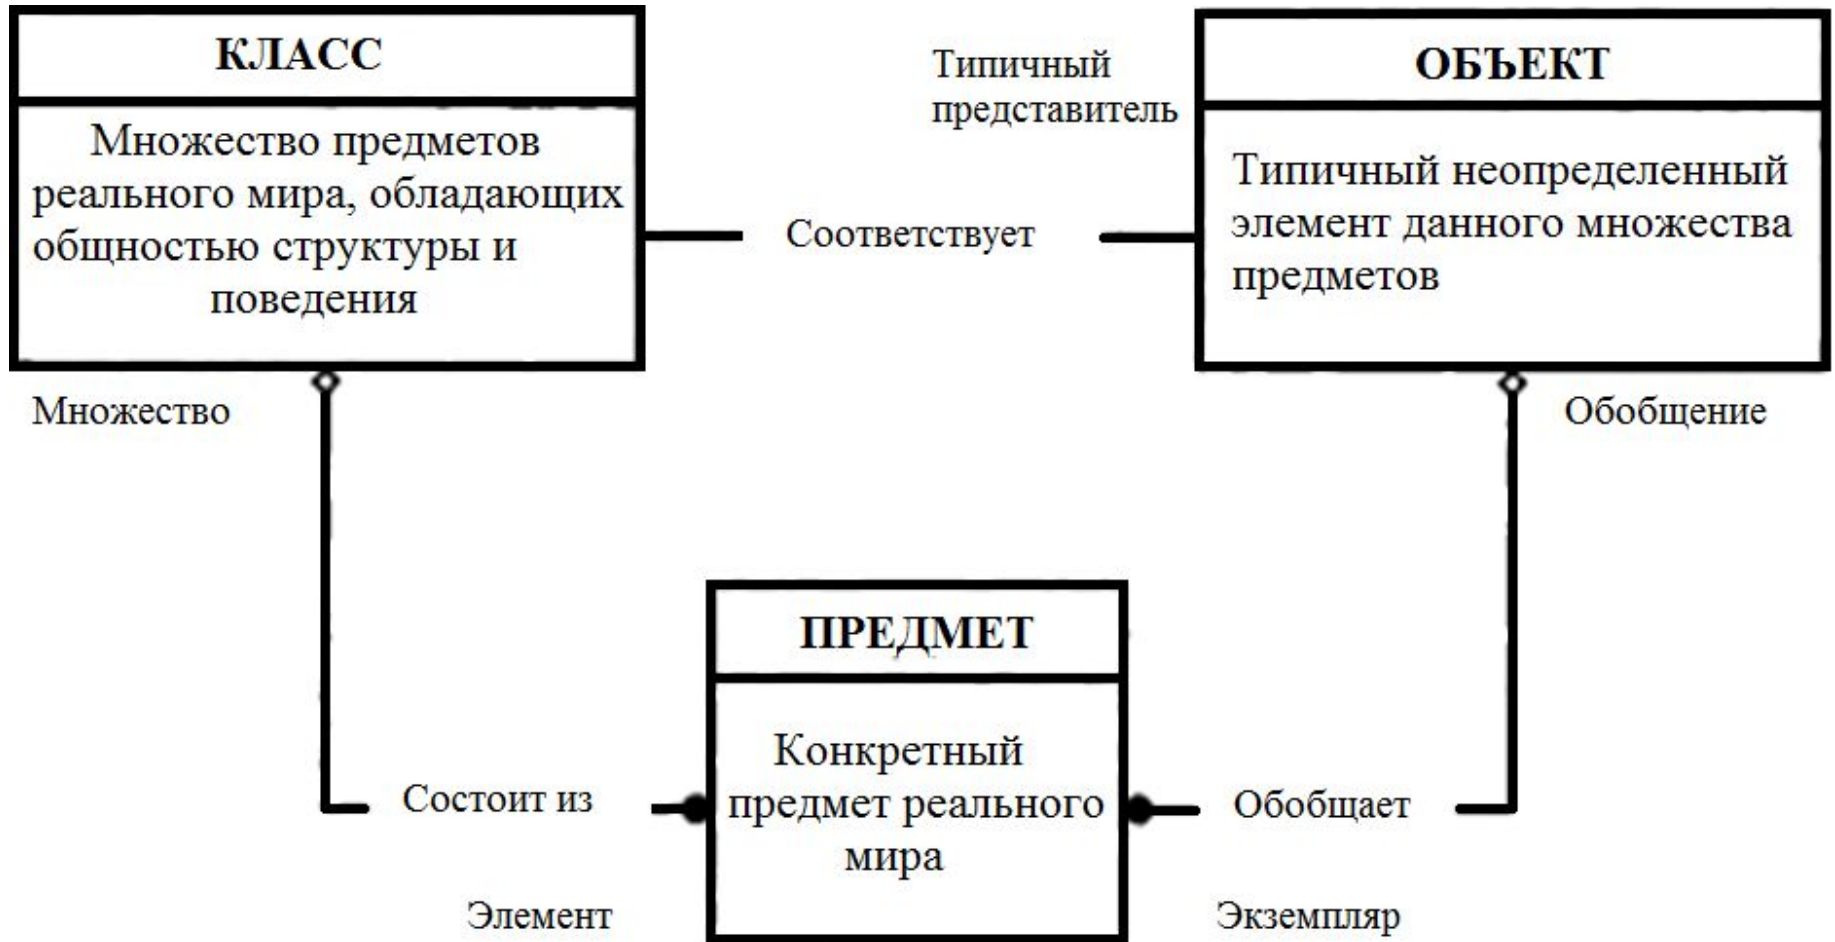 КЛАСС
Множество предметов
реального мира, обладающих
общностью структуры и
поведения
Типичный
представитель
Соответствует
ОБЪЕКТ
Типичный неопределенный
элемент данного множества
предметов
Множество
Обобщение
ПРЕДМЕТ
Конкретный
предмет реального
мира
Состоит из
Обобщает
Элемент
Экземпляр